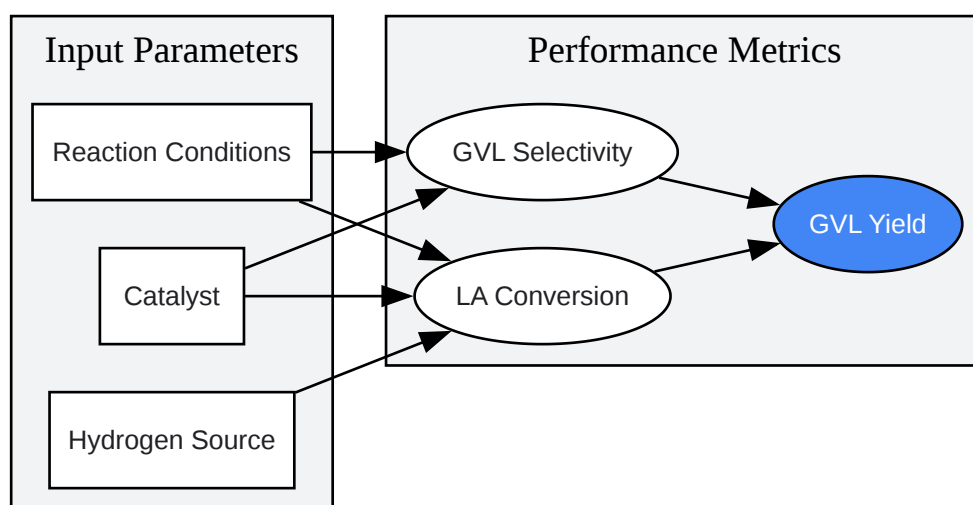 Input Parameters
Reaction Conditions
Catalyst
Hydrogen Source
Performance Metrics
GVL Selectivity
LA Conversion
GVL Yield